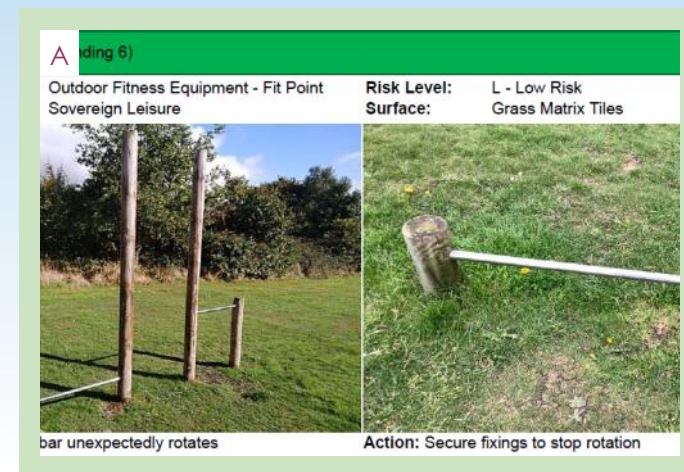 A
nding 6)
Outdoor Fitness Equipment - Fit Point
Sovereign Leisure
Risk Level: L - Low Risk
Surface: Grass Matrix Tiles
bar unexpectedly rotates
Action: Secure fixings to stop rotation